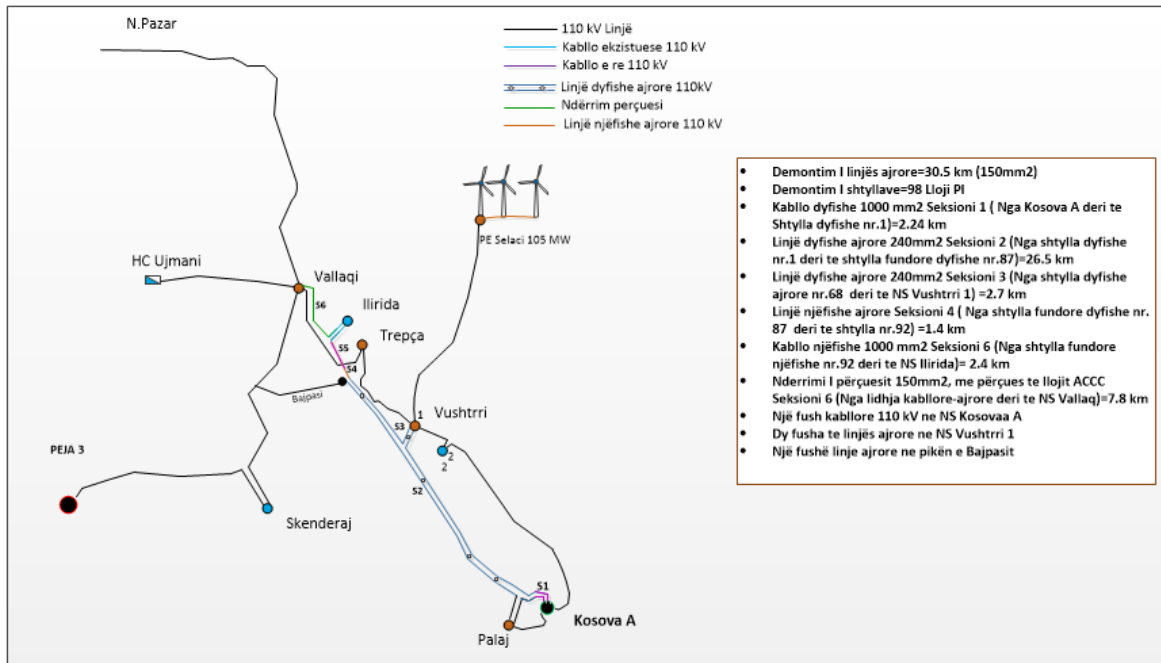 N.Pazar
110 kV Linjë
Kabllo ekzistuese 110 kV
Kabllo e re 110 kV
Linjë dyfishe ajrore 110kV
Ndërrim perçuesi
Linjë njëfishe ajrore 110 kV
PE Selaci 105 MW
HC Ujmani
Vallaqi
S6
Ilirida
Trepça
S5
S4
Bajpasi
Vushtrri
1
S3
2
2
S2
PEJA 3
Skenderaj
S1
Kosova A
Palaj
• Demontim I linjës ajrore=30.5 km (150mm2)
• Demontim I shtyllave=98 Lloji PI
• Kabllo dyfishe 1000 mm2 Seksioni 1 ( Nga Kosova A deri te
Shtylla dyfishe nr.1)=2.24 km
• Linjë dyfishe ajrore 240mm2 Seksioni 2 (Nga shtylla dyfishe
nr.1 deri te shtylla fundore dyfishe nr.87)=26.5 km
• Linjë dyfishe ajrore 240mm2 Seksioni 3 (Nga shtylla dyfishe
ajrore nr.68 deri te NS Vushtrri 1) =2.7 km
• Linjë njëfishe ajrore Seksioni 4 ( Nga shtylla fundore dyfishe nr.
87 deri te shtylla nr.92) =1.4 km
• Kabllo njëfishe 1000 mm2 Seksioni 6 (Nga shtylla fundore
njëfishe nr.92 deri te NS Ilirida)= 2.4 km
• Nderrimi I përçuesit 150mm2, me përçues te llojit ACCC
Seksioni 6 (Nga lidhja kabllore-ajrore deri te NS Vallaq)=7.8 km
• Një fush kabllore 110 kV ne NS Kosovaa A
• Dy fusha te linjës ajrore ne NS Vushtrri 1
• Një fushë linje ajrore ne pikën e Bajpasit